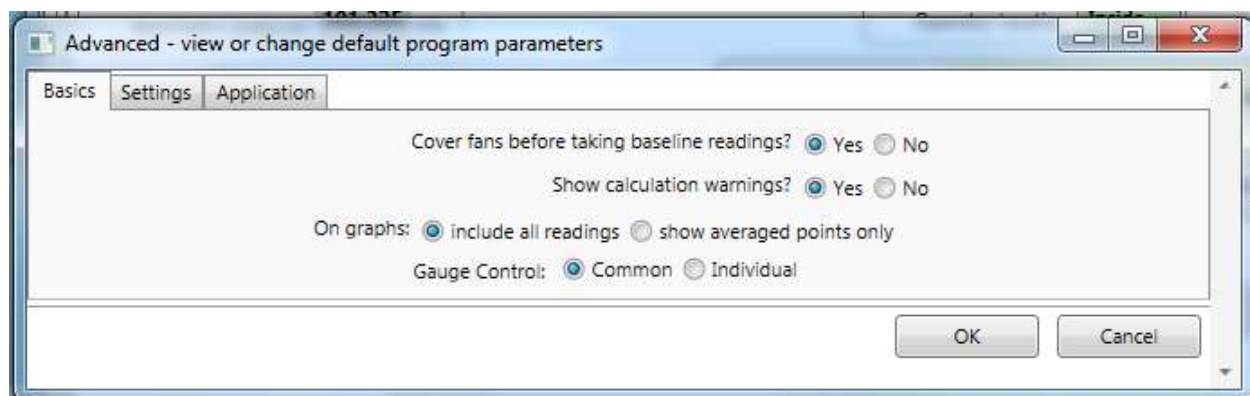 Advanced - view or change default program parameters
Basics Settings Application
Cover fans before taking baseline readings? Yes No
Show calculation warnings? Yes No
On graphs: include all readings show averaged points only
Gauge Control: Common Individual
OK Cancel